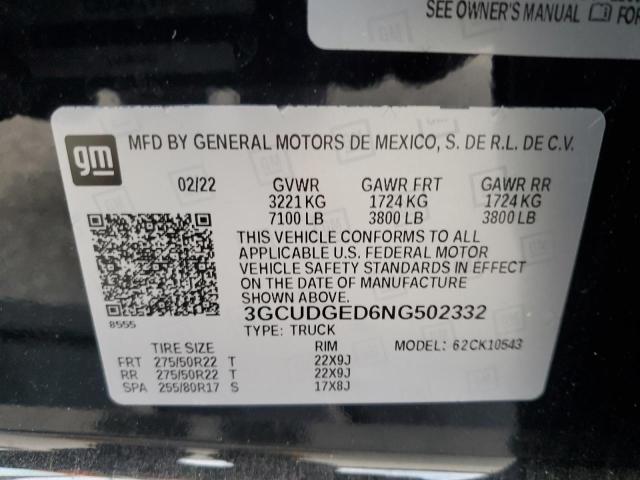 SEE OWNER'S MANUAL FOR
gm
MFD BY GENERAL MOTORS DE MEXICO, S. DE R.L. DE C.V.
02/22 GVWR GAWR FRT GAWR RR
3221 KG 1724 KG 1724 KG
7100 LB 3800 LB 3800 LB
THIS VEHICLE CONFORMS TO ALL
APPLICABLE U.S. FEDERAL MOTOR
VEHICLE SAFETY STANDARDS IN EFFECT
ON THE DATE OF MANUFACTURE
SHOWN ABOVE.
3GCUDGED6NG502332
8555 TYPE: TRUCK
TIRE SIZE RIM MODEL: 62CK10543
FRT 275/50R22 T 22X9J
RR 275/50R22 T 22X9J
SPA 255/80R17 S 17X8J